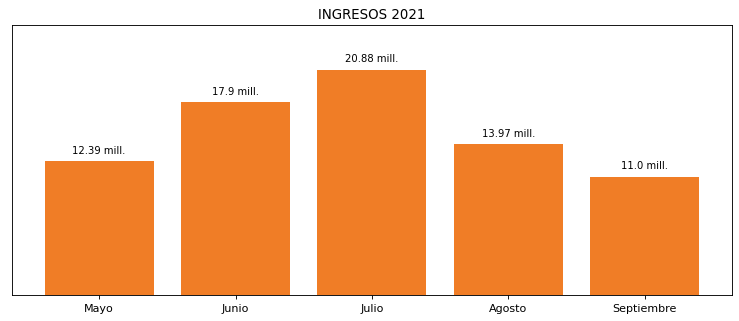 INGRESOS 2021
20.88 mill.
17.9 mill.
13.97 mill.
12.39 mill.
11.0 mill.
Mayo Junio Julio Agosto Septiembre